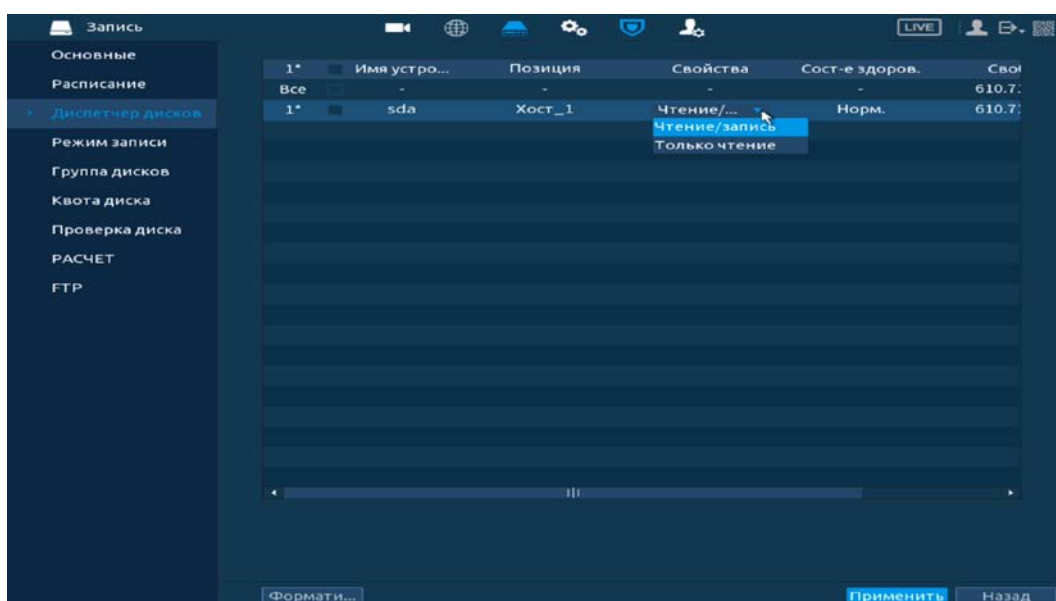 Запись LIVE
Основные
Расписание
Диспетчер дисков
Режим записи
Группа дисков
Квота диска
Проверка диска
РАСЧЕТ
FTP
1* Имя устро... Позиция Свойства Сост-е здоров. Сво
Все - - - - 610.7
1* sda Хост_1 Чтение/... Норм. 610.7
Чтение/запись
Только чтение
Формати... Применить Назад